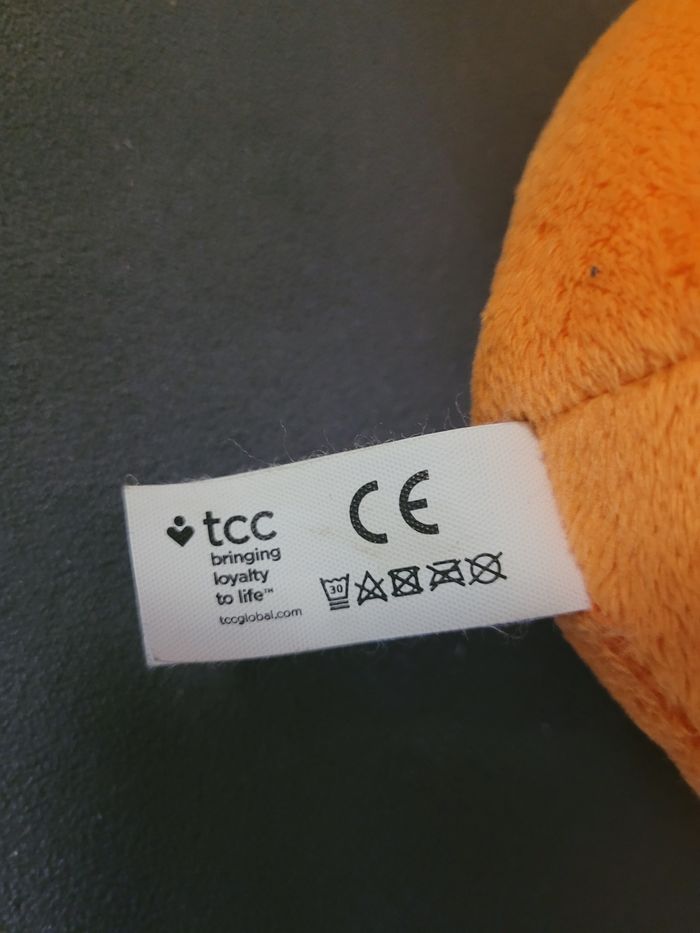 tcc
bringing
loyalty
to life™
tccglobal.com
CE
30